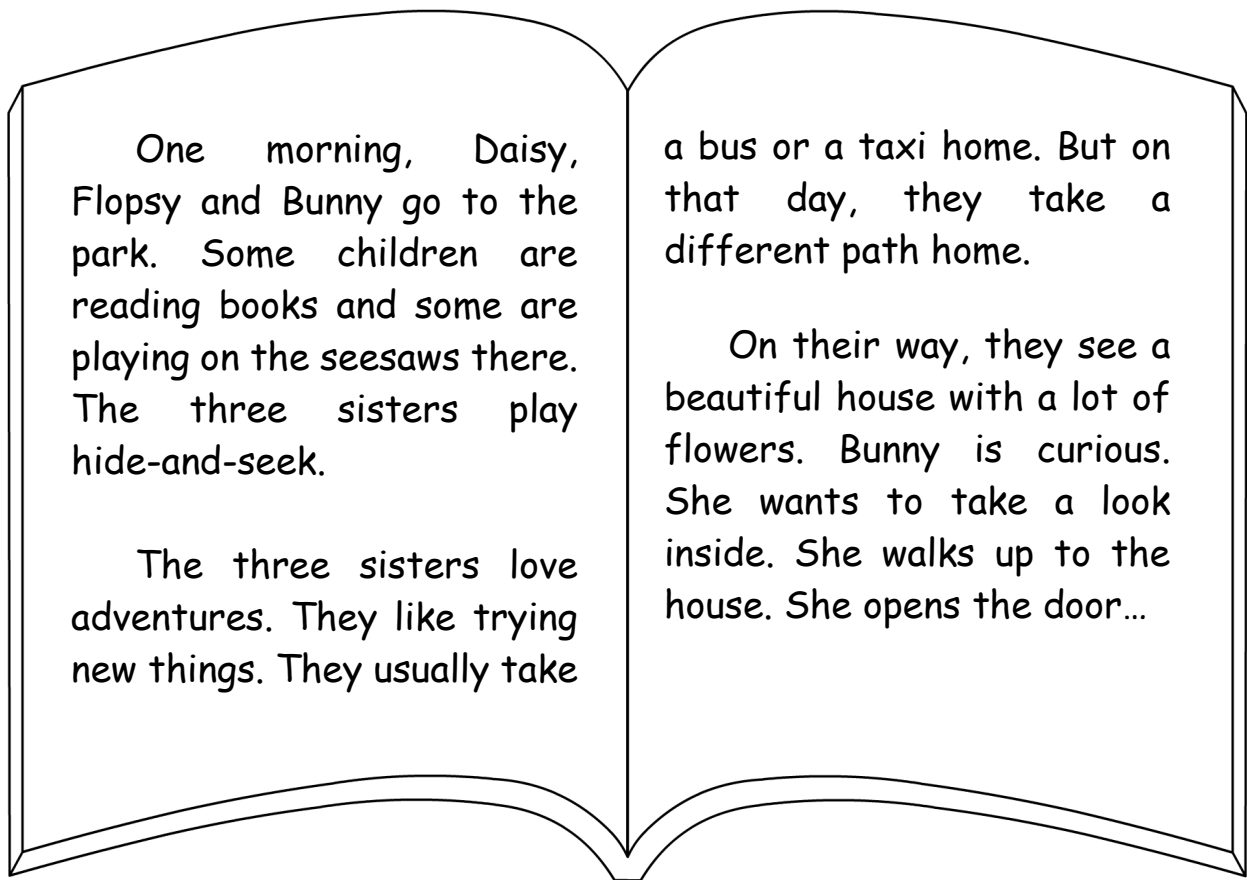 One morning, Daisy,
Flopsy and Bunny go to the
park. Some children are
reading books and some are
playing on the seesaws there.
The three sisters play
hide-and-seek.
The three sisters love
adventures. They like trying
new things. They usually take
a bus or a taxi home. But on
that day, they take a
different path home.
On their way, they see a
beautiful house with a lot of
flowers. Bunny is curious.
She wants to take a look
inside. She walks up to the
house. She opens the door…